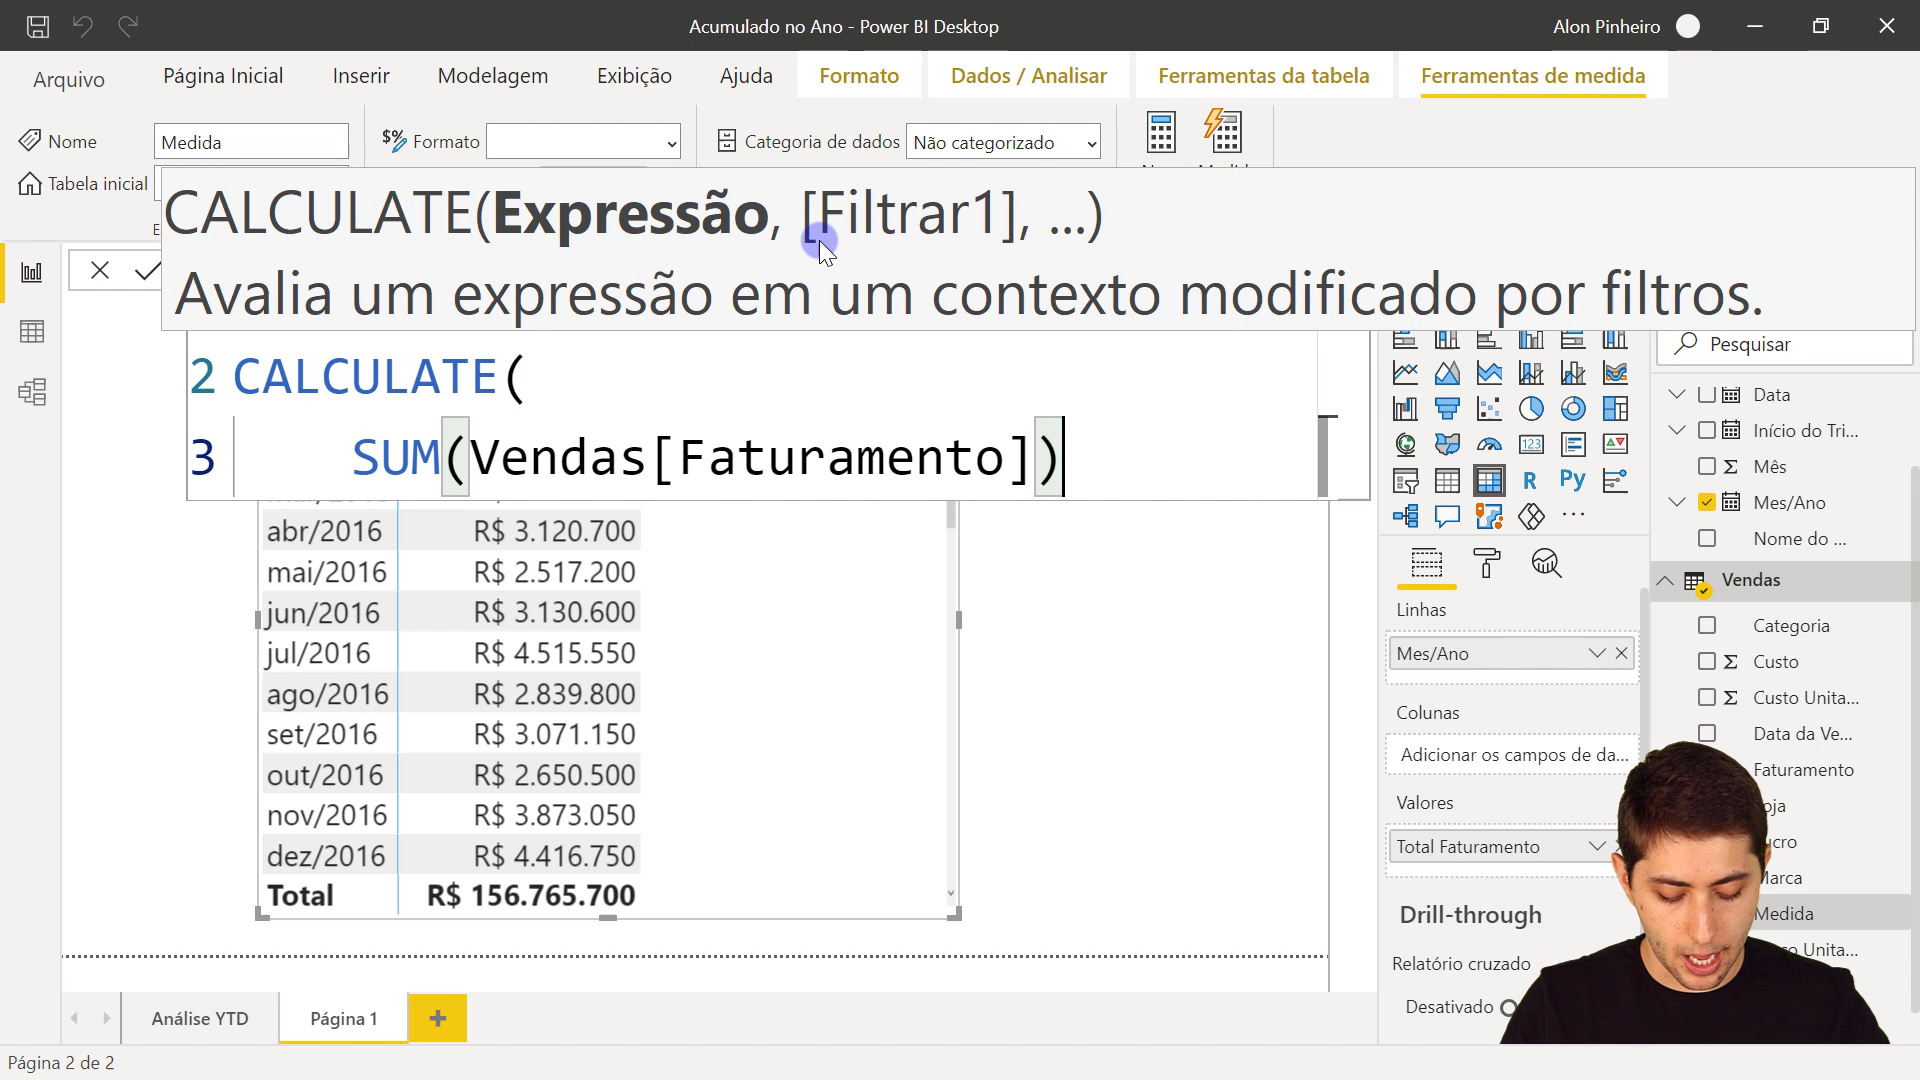 Acumulado no Ano - Power BI Desktop
Alon Pinheiro
Arquivo
Página Inicial
Inserir
Modelagem
Exibição
Ajuda
Formato
Dados / Analisar
Ferramentas da tabela
Ferramentas de medida
Nome
Medida
$% Formato
Categoria de dados
Não categorizado
Tabela inicial
CALCULATE(Expressão, [Filtrar1], ...)
Avalia um expressão em um contexto modificado por filtros.
2 CALCULATE(
3 SUM(Vendas[Faturamento])
abr/2016 R$ 3.120.700
mai/2016 R$ 2.517.200
jun/2016 R$ 3.130.600
jul/2016 R$ 4.515.550
ago/2016 R$ 2.839.800
set/2016 R$ 3.071.150
out/2016 R$ 2.650.500
nov/2016 R$ 3.873.050
dez/2016 R$ 4.416.750
Total R$ 156.765.700
123
R
Py
...
Linhas
Mes/Ano
Colunas
Adicionar os campos de da...
Valores
Total Faturamento
Drill-through
Relatório cruzado
Desativado
Pesquisar
Data
Início do Tri...
Σ Mês
Mes/Ano
Nome do ...
Vendas
Categoria
Σ Custo
Σ Custo Unita...
Data da Ve...
Faturamento
Marca
Medida
Unita...
Análise YTD
Página 1
+
Página 2 de 2